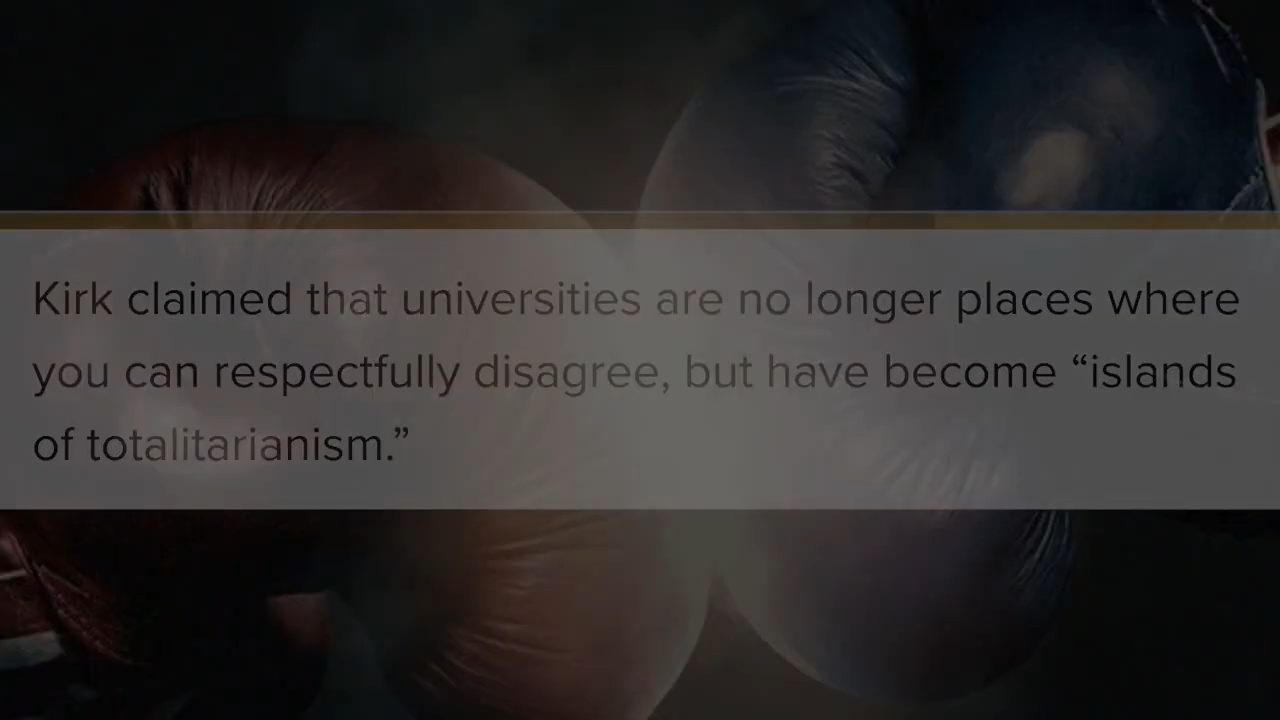 Kirk claimed that universities are no longer places where
you can respectfully disagree, but have become “islands
of totalitarianism.”